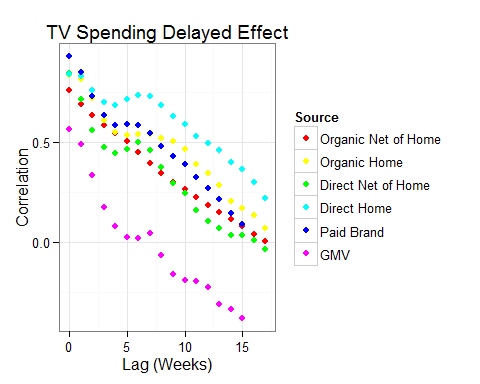 TV Spending Delayed Effect
Correlation
0.5
0.0
0 5 10 15
Lag (Weeks)
Source
Organic Net of Home
Organic Home
Direct Net of Home
Direct Home
Paid Brand
GMV